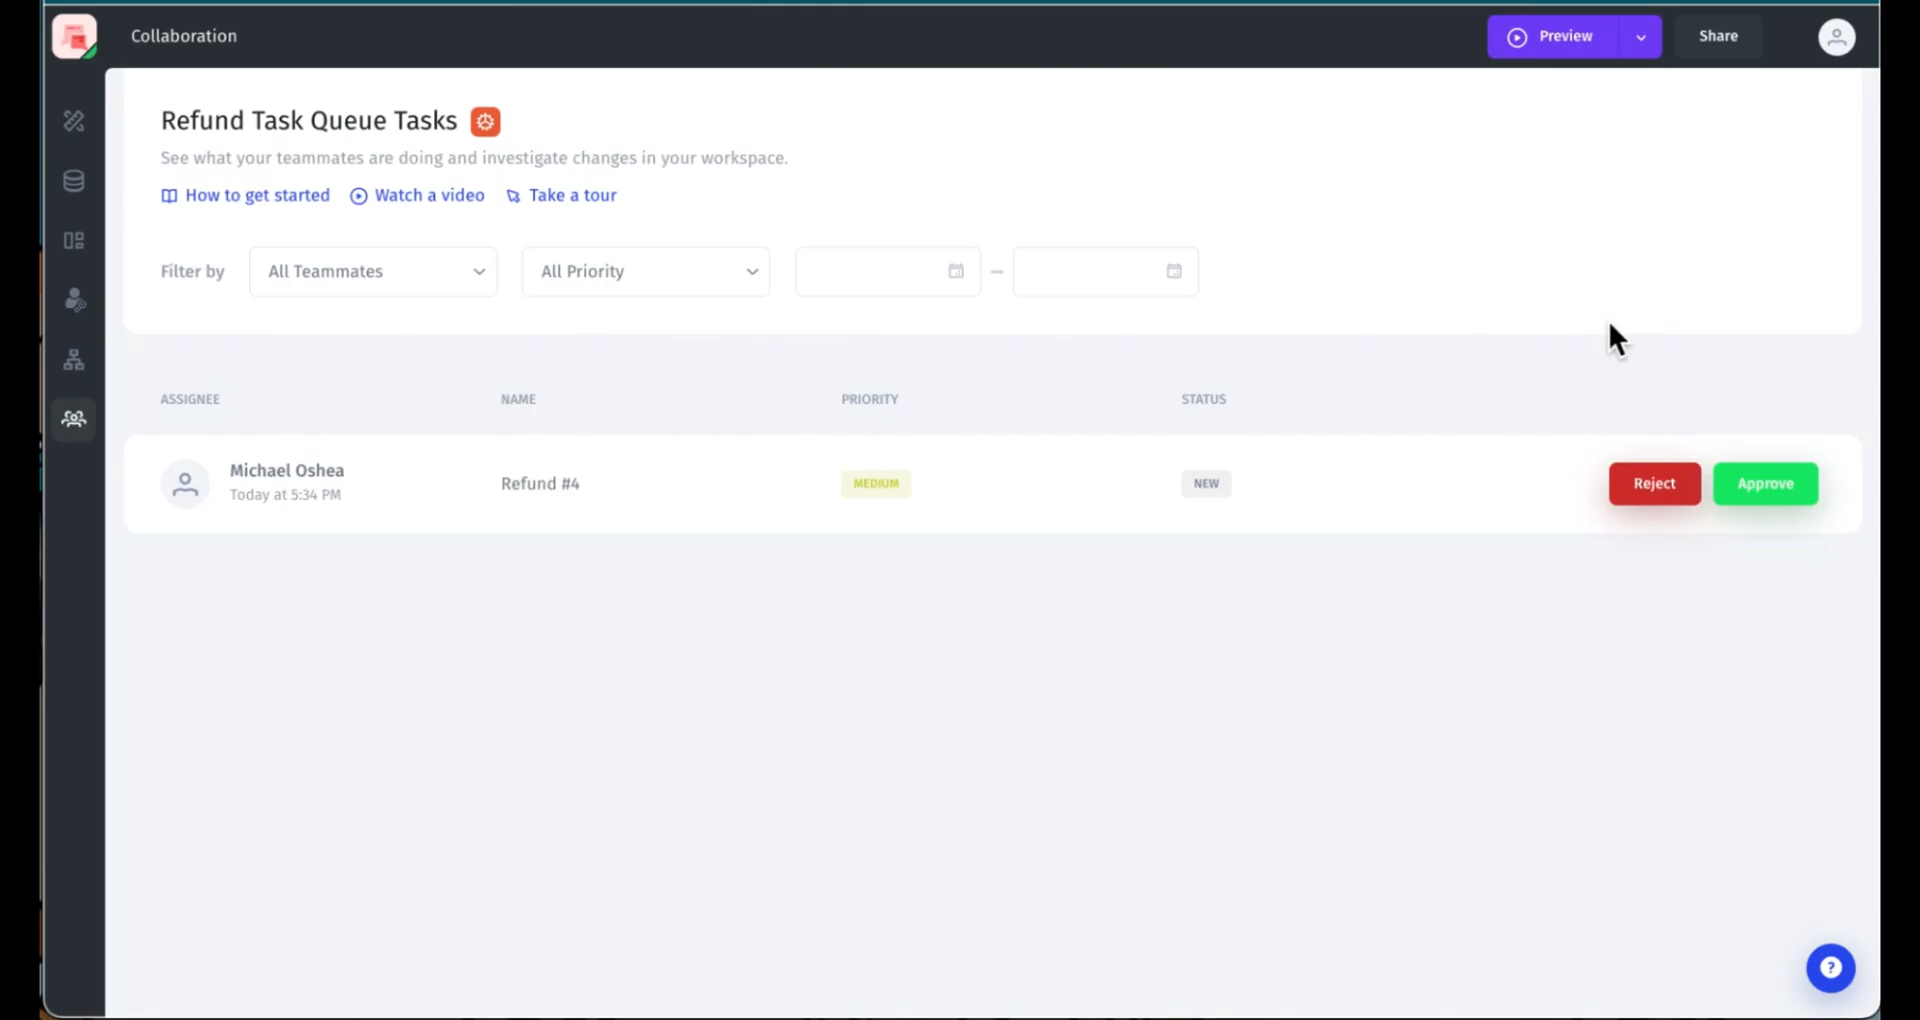 Collaboration
Preview
Share
Refund Task Queue Tasks
See what your teammates are doing and investigate changes in your workspace.
How to get started
Watch a video
Take a tour
Filter by
All Teammates
All Priority
ASSIGNEE
NAME
PRIORITY
STATUS
Michael Oshea
Today at 5:34 PM
Refund #4
MEDIUM
NEW
Reject
Approve
?